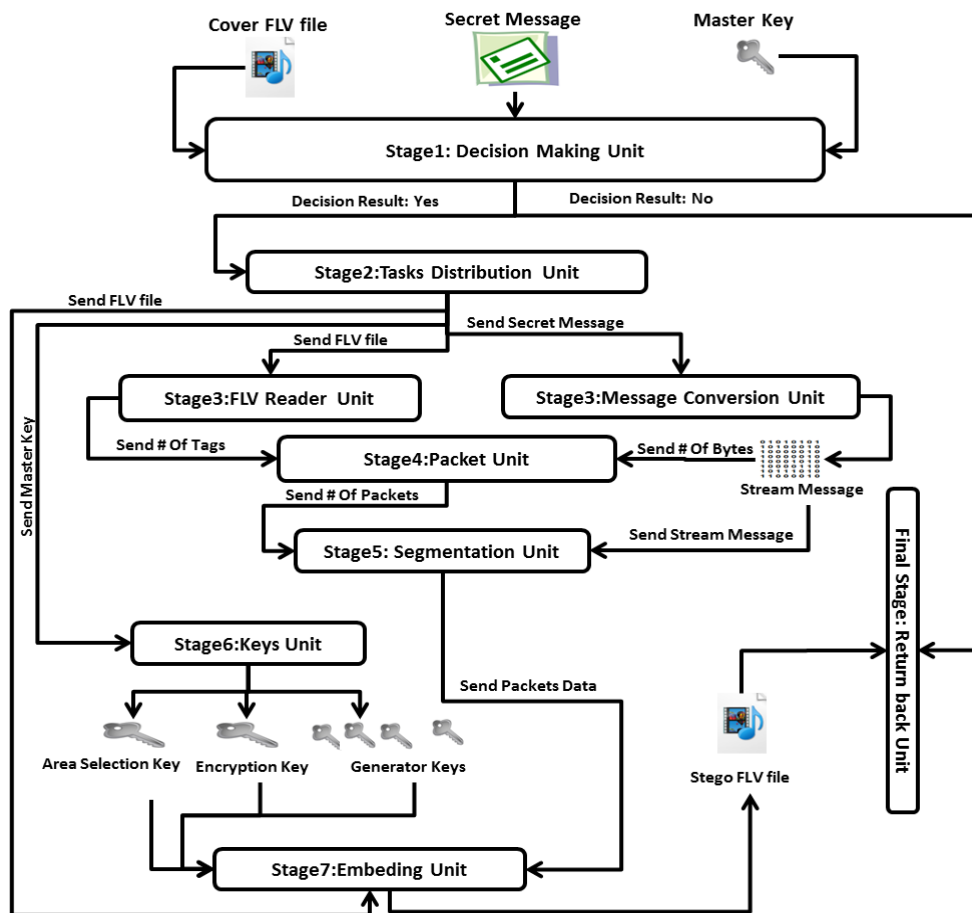 Cover FLV file
Secret Message
Master Key
Stage1: Decision Making Unit
Decision Result: Yes
Decision Result: No
Stage2:Tasks Distribution Unit
Send FLV file
Send Secret Message
Send FLV file
Stage3:FLV Reader Unit
Stage3:Message Conversion Unit
Send Master Key
Send # Of Tags
Stage4:Packet Unit
Send # Of Bytes
Stream Message
Send # Of Packets
Send Stream Message
Stage5: Segmentation Unit
Final Stage: Return back Unit
Stage6:Keys Unit
Send Packets Data
Area Selection Key
Encryption Key
Generator Keys
Stego FLV file
Stage7:Embeding Unit